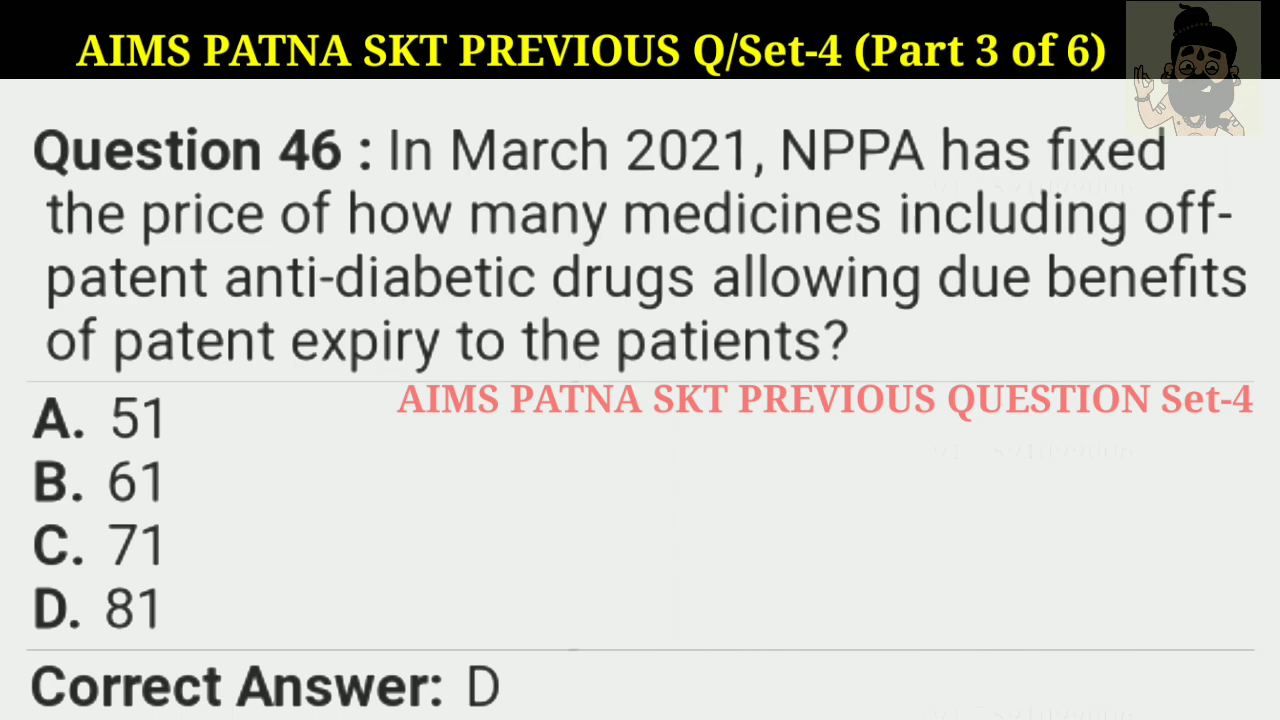 AIMS PATNA SKT PREVIOUS Q/Set-4 (Part 3 of 6)
Question 46 : In March 2021, NPPA has fixed
the price of how many medicines including off-
patent anti-diabetic drugs allowing due benefits
of patent expiry to the patients?
AIMS PATNA SKT PREVIOUS QUESTION Set-4
A. 51
B. 61
C. 71
D. 81
Correct Answer: D